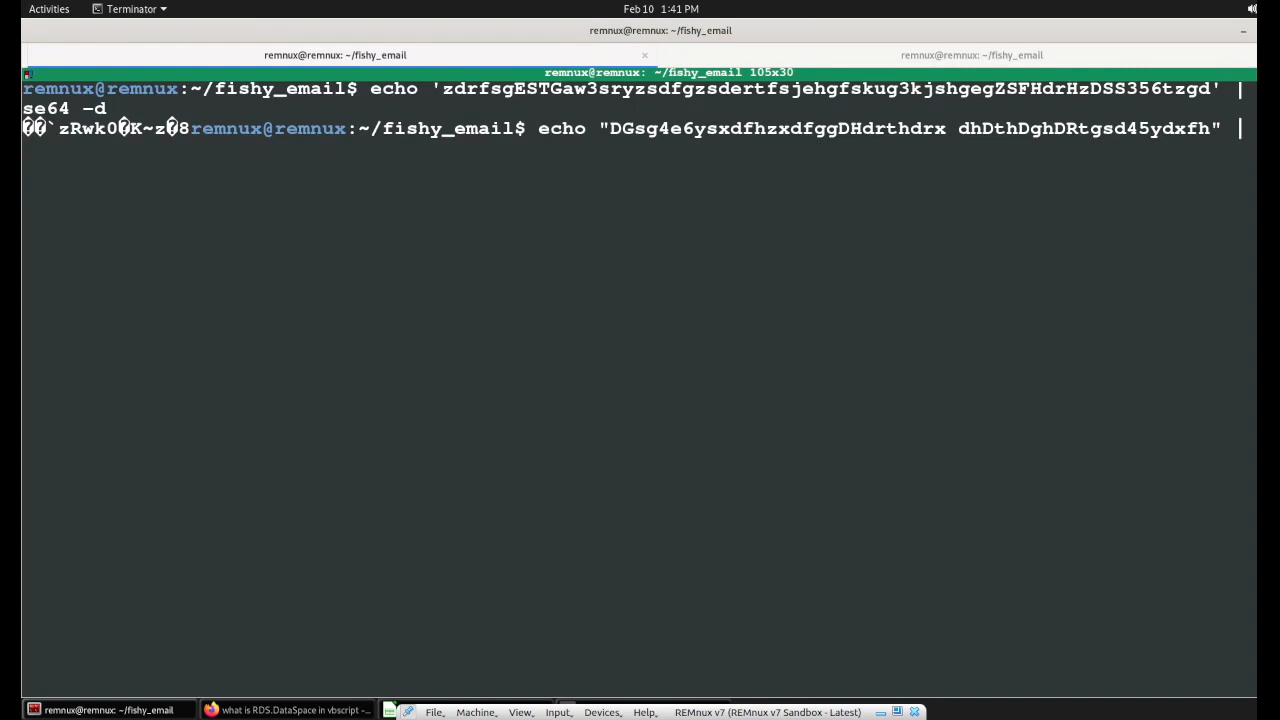 Activities Terminator Feb 10 1:41 PM
remnux@remnux: ~/fishy_email
remnux@remnux: ~/fishy_email × remnux@remnux: ~/fishy_email
remnux@remnux: ~/fishy_email 105x30
remnux@remnux:~/fishy_email$ echo 'zdrfsgESTGaw3sryzsdfgzsdertfsjehgfskug3kjshgegZSFHdrHzDSS356tzgd' |
se64 -d
��`zRwk0�K~z�8remnux@remnux:~/fishy_email$ echo "DGsg4e6ysxdfhzxdfggDHdrthdrx dhDthDghDRtgsd45ydxfh" |
remnux@remnux: ~/fishy_email what is RDS.DataSpace in vbscript -... File Machine View Input Devices Help REMnux v7 (REMnux v7 Sandbox - Latest)